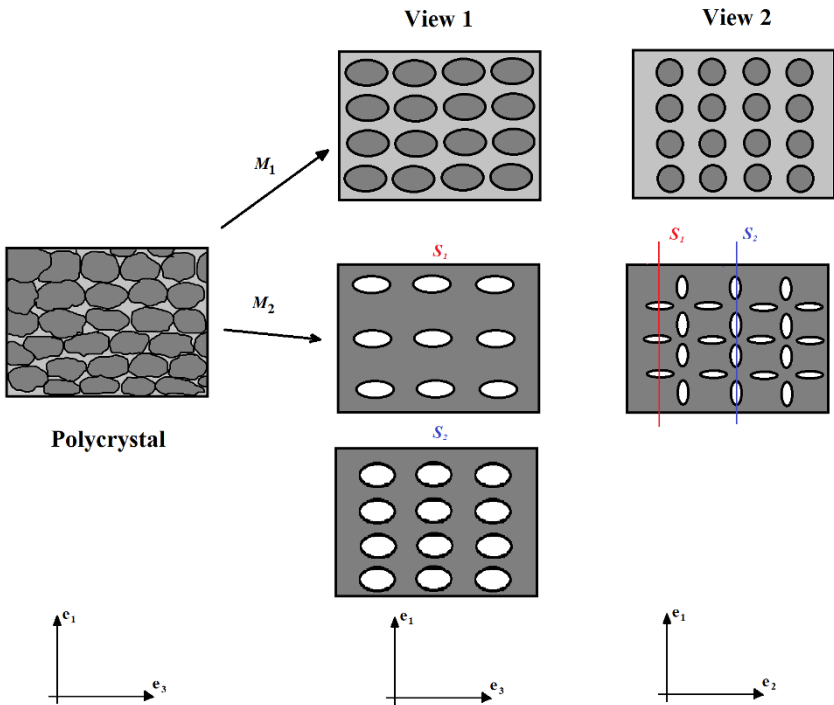 View 1
View 2
M₁
S₁
S₁
S₂
M₂
Polycrystal
S₂
e₁
e₁
e₁
e₃
e₃
e₂